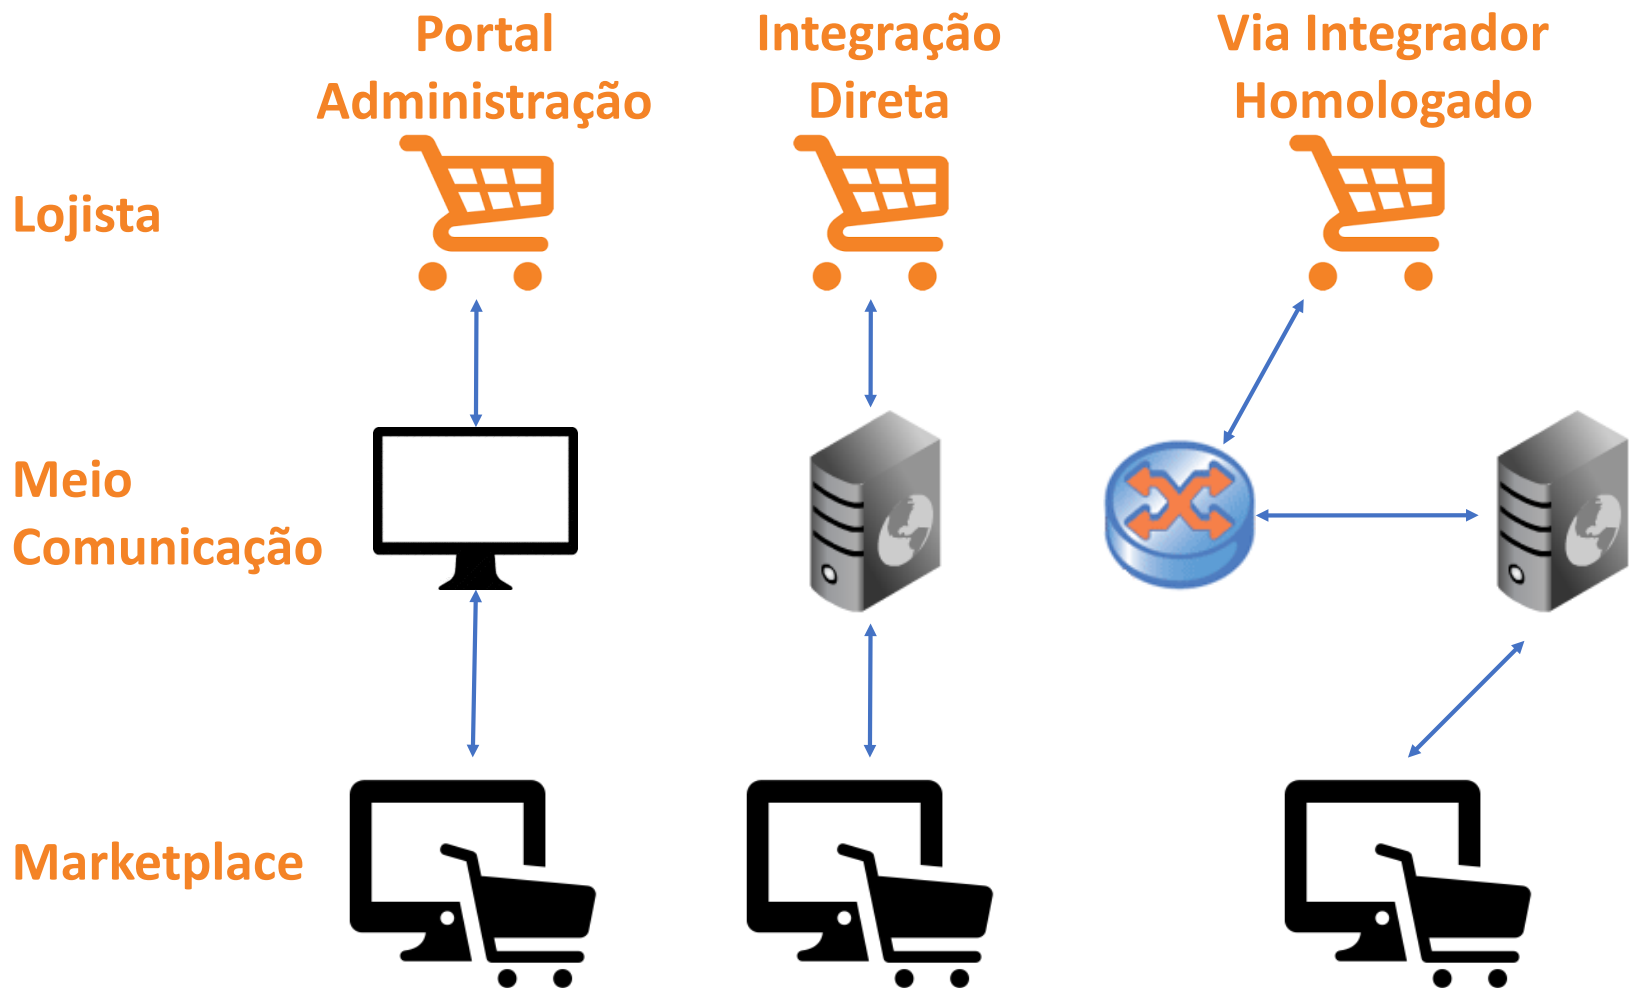 Portal
Administração
Integração
Direta
Via Integrador
Homologado
Lojista
Meio
Comunicação
Marketplace